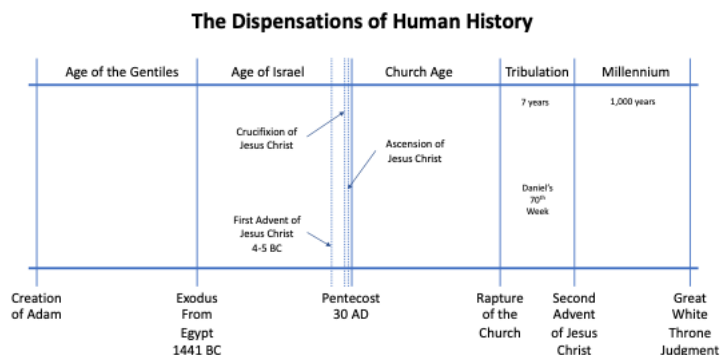 The Dispensations of Human History
Age of the Gentiles
Age of Israel
Church Age
Tribulation
Millennium
7 years
1,000 years
Crucifixion of
Jesus Christ
Ascension of
Jesus Christ
Daniel's
70th
Week
First Advent of
Jesus Christ
4-5 BC
Creation
of Adam
Exodus
From
Egypt
1441 BC
Pentecost
30 AD
Rapture
of the
Church
Second
Advent
of Jesus
Christ
Great
White
Throne
Judgment